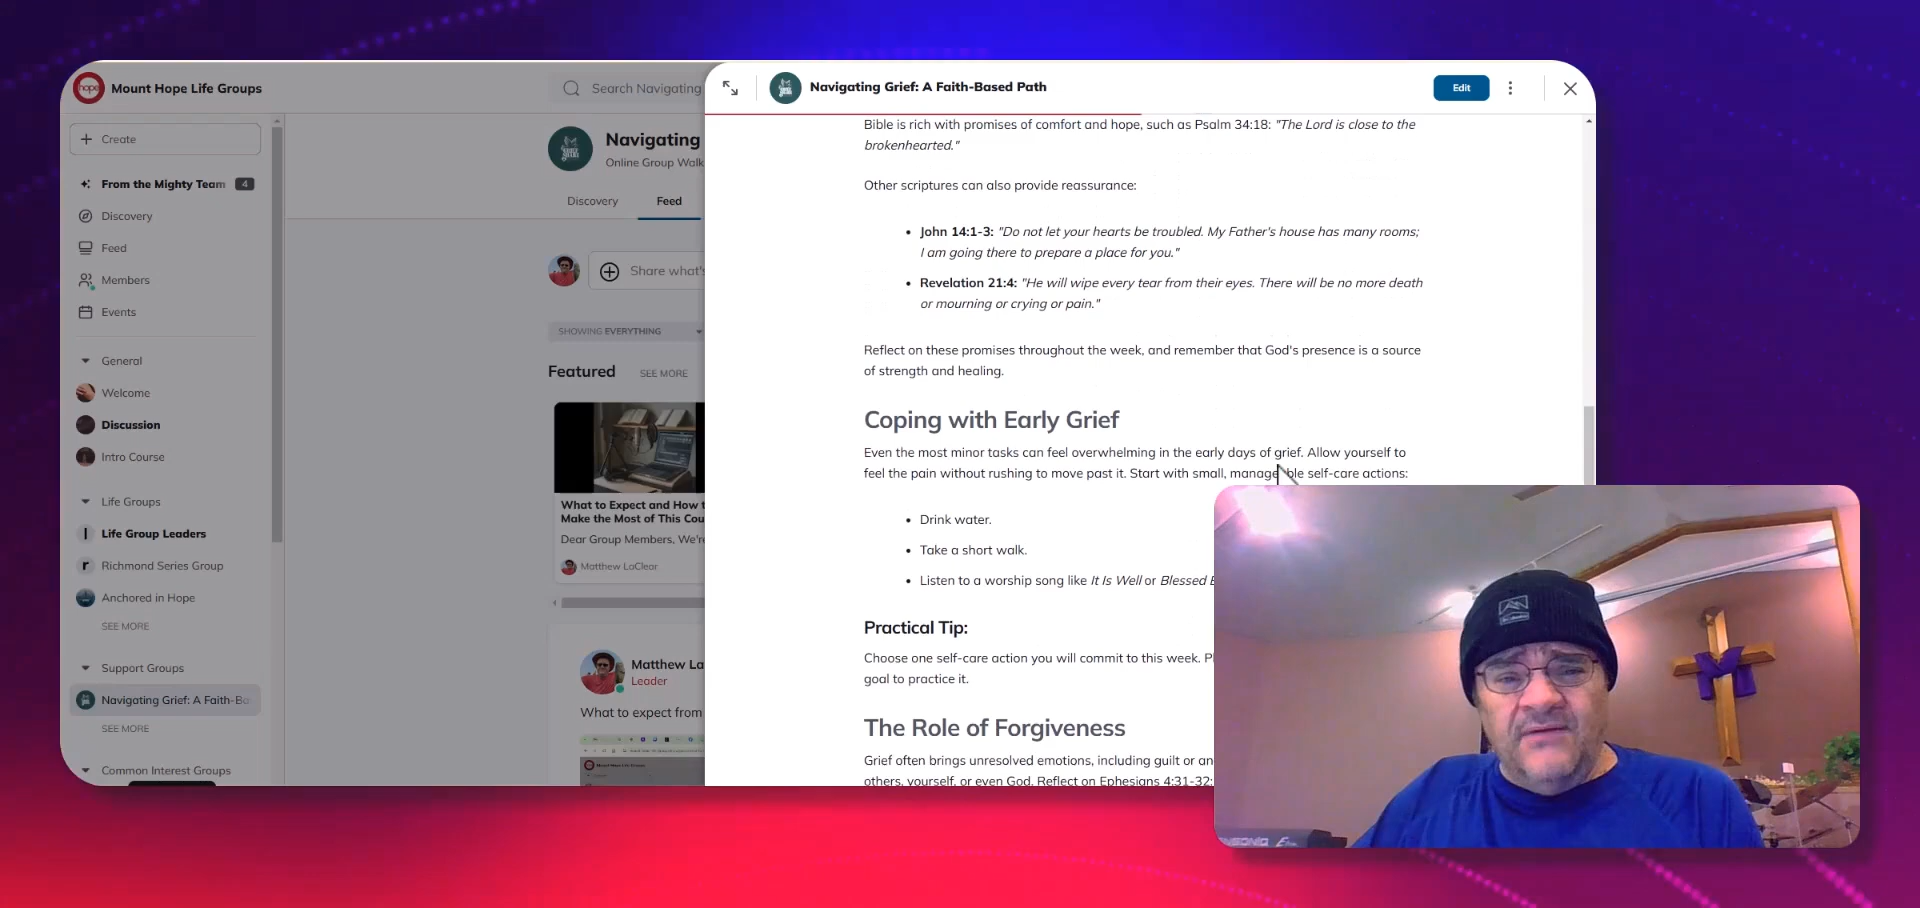 Mount Hope Life Groups
Create
From the Mighty Team 4
Discovery
Feed
Members
Events
General
Welcome
Discussion
Intro Course
Life Groups
Life Group Leaders
Richmond Series Group
Anchored in Hope
SEE MORE
Support Groups
Navigating Grief: A Faith-Ba
SEE MORE
Common Interest Groups
Search Navigating
Navigating
Online Group Walk
Discovery Feed
Share what's
SHOWING EVERYTHING
Featured SEE MORE
What to Expect and How t
Make the Most of This Cou
Dear Group Members, We're
Matthew LaClear
Matthew La
Leader
What to expect from
Navigating Grief: A Faith-Based Path
Edit
Bible is rich with promises of comfort and hope, such as Psalm 34:18: "The Lord is close to the
brokenhearted."
Other scriptures can also provide reassurance:
• John 14:1-3: "Do not let your hearts be troubled. My Father's house has many rooms;
I am going there to prepare a place for you."
• Revelation 21:4: "He will wipe every tear from their eyes. There will be no more death
or mourning or crying or pain."
Reflect on these promises throughout the week, and remember that God's presence is a source
of strength and healing.
Coping with Early Grief
Even the most minor tasks can feel overwhelming in the early days of grief. Allow yourself to
feel the pain without rushing to move past it. Start with small, manageable self-care actions:
• Drink water.
• Take a short walk.
• Listen to a worship song like It Is Well or Blessed
Practical Tip:
Choose one self-care action you will commit to this week.
goal to practice it.
The Role of Forgiveness
Grief often brings unresolved emotions, including guilt or an
others, yourself, or even God. Reflect on Ephesians 4:31-32: